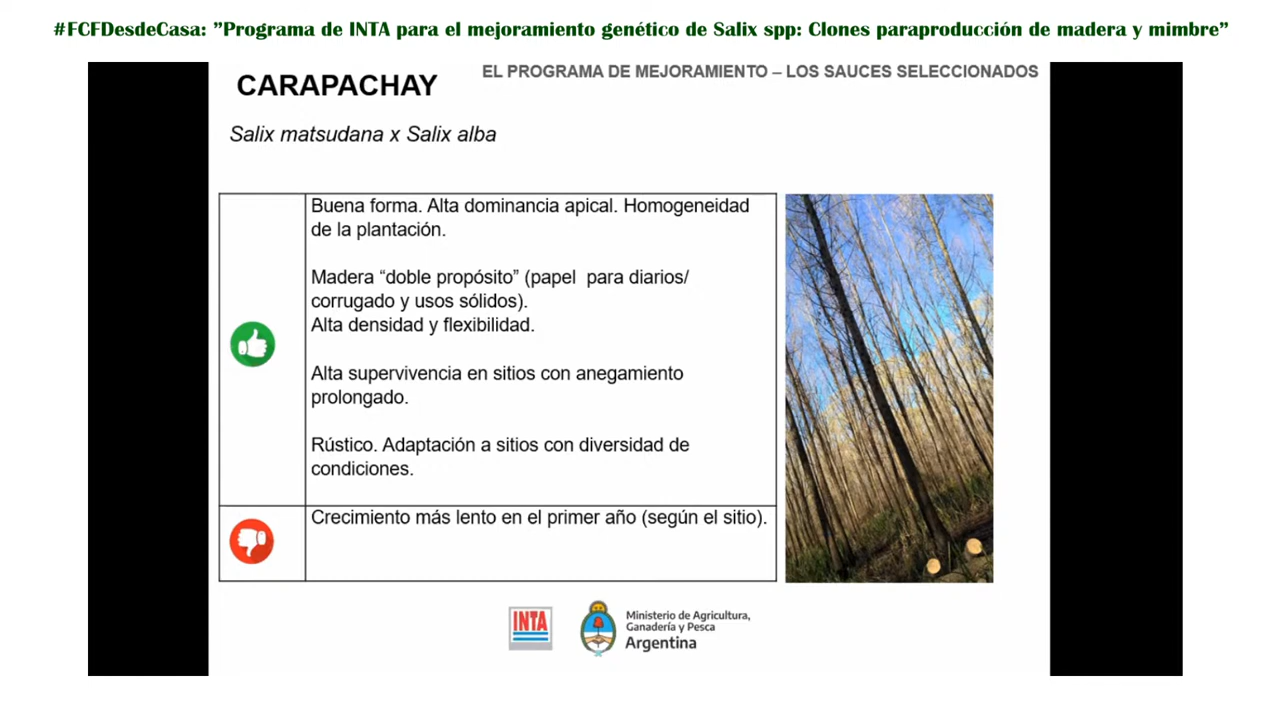 #FCFDesdeCasa: ”Programa de INTA para el mejoramiento genético de Salix spp: Clones paraproducción de madera y mimbre”
EL PROGRAMA DE MEJORAMIENTO – LOS SAUCES SELECCIONADOS
CARAPACHAY
Salix matsudana x Salix alba
Buena forma. Alta dominancia apical. Homogeneidad
de la plantación.
Madera “doble propósito” (papel para diarios/
corrugado y usos sólidos).
Alta densidad y flexibilidad.
Alta supervivencia en sitios con anegamiento
prolongado.
Rústico. Adaptación a sitios con diversidad de
condiciones.
Crecimiento más lento en el primer año (según el sitio).
INTA
Ministerio de Agricultura,
Ganadería y Pesca
Argentina